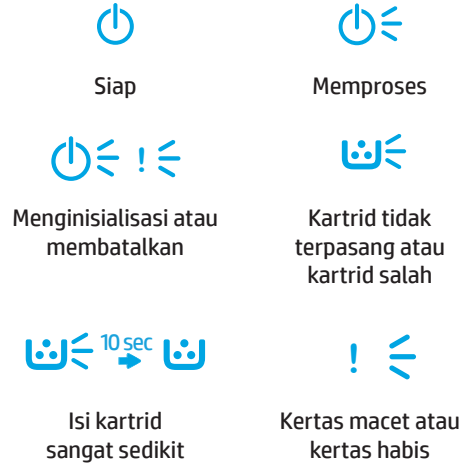 Siap
Memproses
!
Menginisialisasi atau
membatalkan
Kartrid tidak
terpasang atau
kartrid salah
10 sec
!
Isi kartrid
sangat sedikit
Kertas macet atau
kertas habis